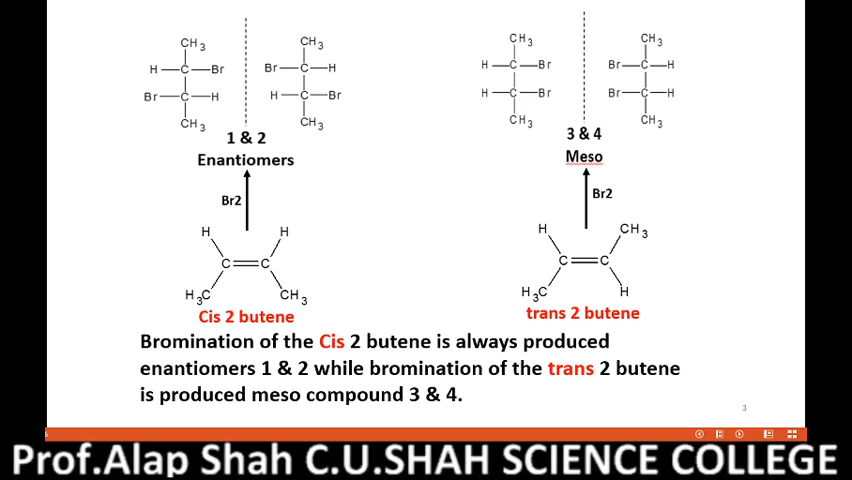 CH3 CH3 CH3 CH3
H—C—Br Br—C—H H—C—Br Br—C—H
Br—C—H H—C—Br H—C—Br Br—C—H
CH3 CH3 CH3 CH3
1 & 2 3 & 4
Enantiomers Meso
Br2 Br2
H H H CH3
C=C C=C
H3C CH3 H3C H
Cis 2 butene trans 2 butene
Bromination of the Cis 2 butene is always produced
enantiomers 1 & 2 while bromination of the trans 2 butene
is produced meso compound 3 & 4.
3
Prof.Alap Shah C.U.SHAH SCIENCE COLLEGE